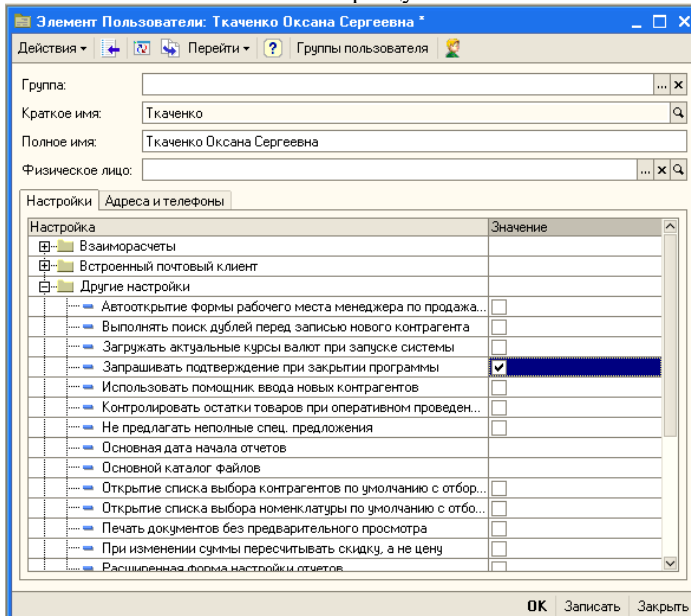 Элемент Пользователи: Ткаченко Оксана Сергеевна *
Действия Перейти ? Группы пользователя
Группа: ... x
Краткое имя: Ткаченко
Полное имя: Ткаченко Оксана Сергеевна
Физическое лицо: ... x
Настройки Адреса и телефоны
Настройка Значение
Взаиморасчеты
Встроенный почтовый клиент
Другие настройки
Автооткрытие формы рабочего места менеджера по продажа...
Выполнять поиск дублей перед записью нового контрагента
Загружать актуальные курсы валют при запуске системы
Запрашивать подтверждение при закрытии программы
Использовать помощник ввода новых контрагентов
Контролировать остатки товаров при оперативном проведен...
Не предлагать неполные спец. предложения
Основная дата начала отчетов
Основной каталог файлов
Открытие списка выбора контрагентов по умолчанию с отбор...
Открытие списка выбора номенклатуры по умолчанию с отбо...
Печать документов без предварительного просмотра
При изменении суммы пересчитывать скидку, а не цену
Расширенная форма настройки отчетов
OK Записать Закрыть